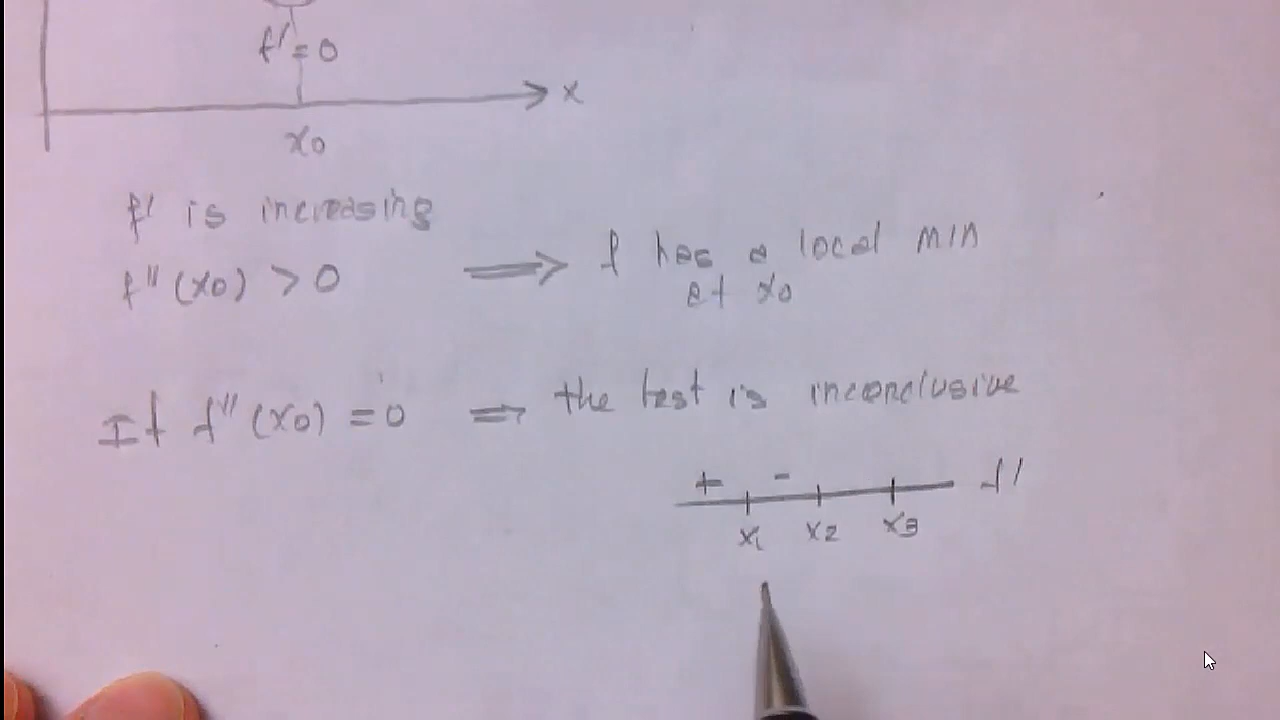 f' = 0
x
x0
f' is increasing
f''(x0) > 0 ⟹ f has a local min
at x0
If f''(x0) = 0 ⟹ the test is inconclusive
+ - f'
x1 x2 x3